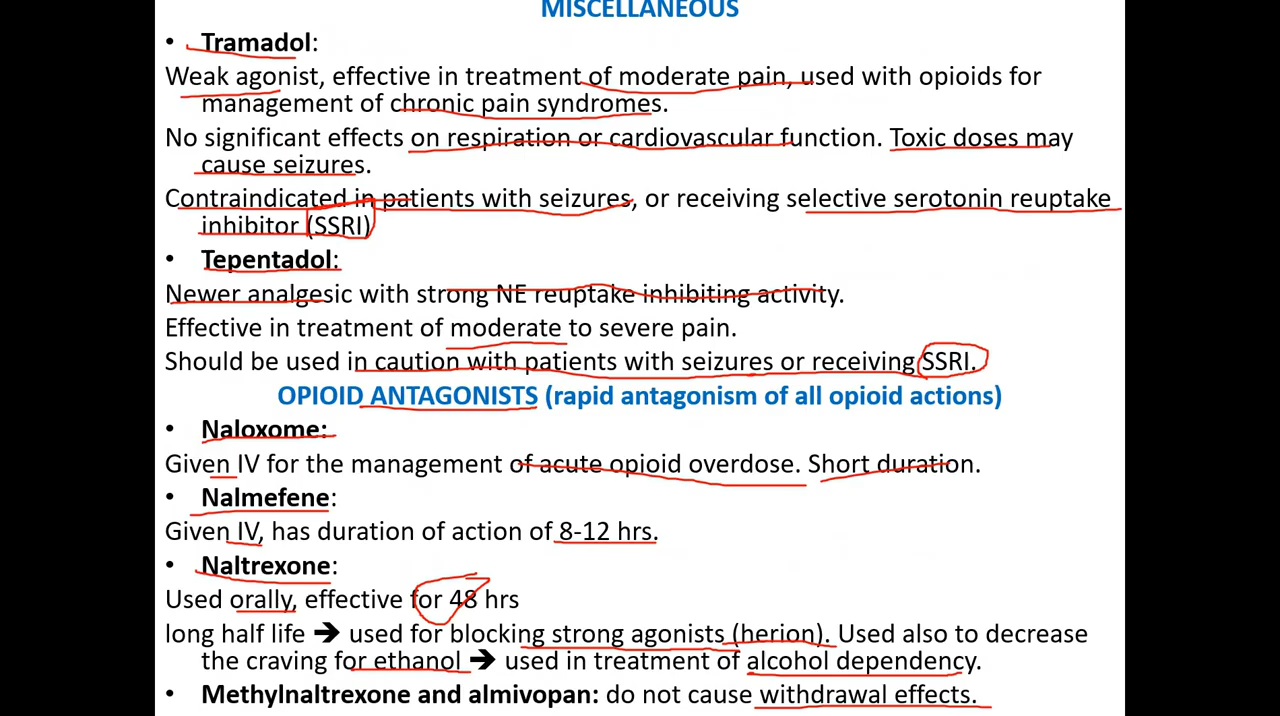 MISCELLANEOUS
• Tramadol:
Weak agonist, effective in treatment of moderate pain, used with opioids for
management of chronic pain syndromes.
No significant effects on respiration or cardiovascular function. Toxic doses may
cause seizures.
Contraindicated in patients with seizures, or receiving selective serotonin reuptake
inhibitor (SSRI)
• Tepentadol:
Newer analgesic with strong NE reuptake inhibiting activity.
Effective in treatment of moderate to severe pain.
Should be used in caution with patients with seizures or receiving SSRI.
OPIOID ANTAGONISTS (rapid antagonism of all opioid actions)
• Naloxome:
Given IV for the management of acute opioid overdose. Short duration.
• Nalmefene:
Given IV, has duration of action of 8-12 hrs.
• Naltrexone:
Used orally, effective for 48 hrs
long half life ➔ used for blocking strong agonists (herion). Used also to decrease
the craving for ethanol ➔ used in treatment of alcohol dependency.
• Methylnaltrexone and almivopan: do not cause withdrawal effects.